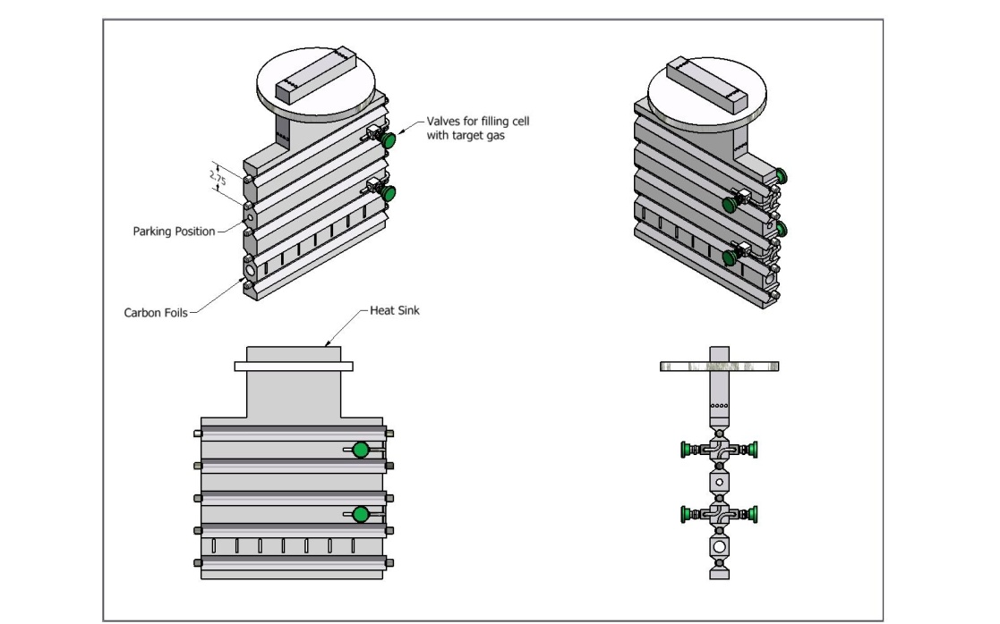 Valves for filling cell
with target gas
2.75
Parking Position
Carbon Foils
Heat Sink